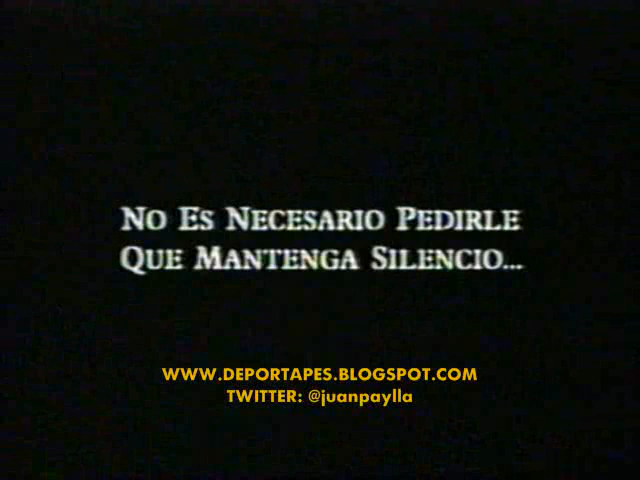 NO ES NECESARIO PEDIRLE
QUE MANTENGA SILENCIO...
WWW.DEPORTAPES.BLOGSPOT.COM
TWITTER: @juanpaylla